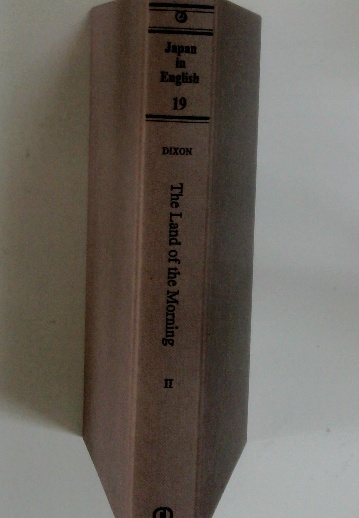 Japan
in
English
19
DIXON
The Land of the Morning
II